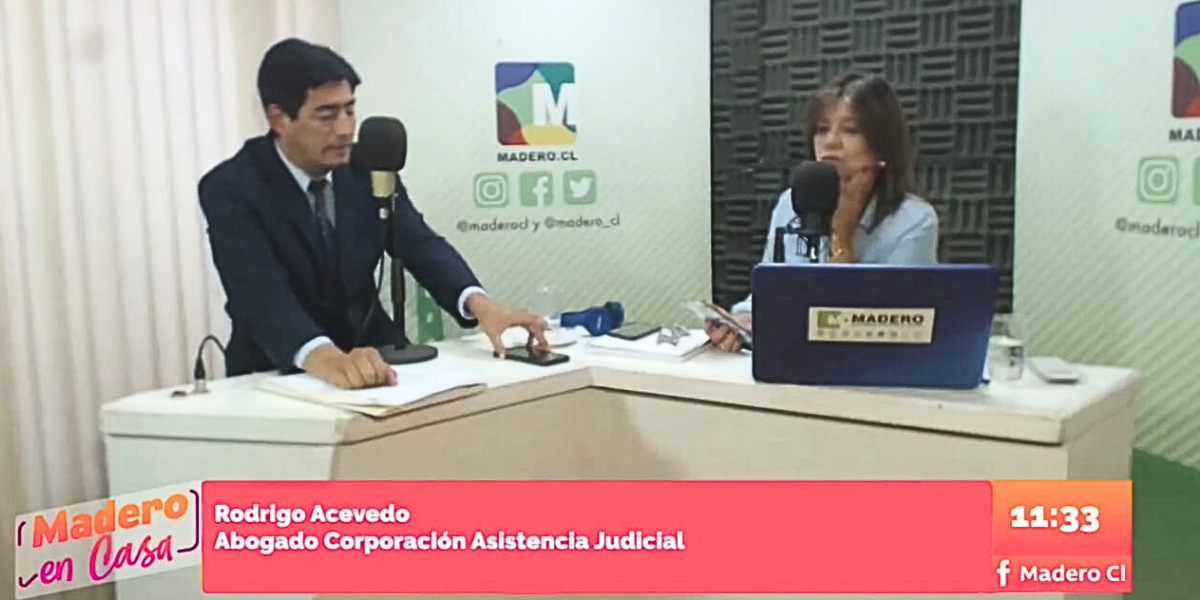 M
MADERO.CL
@maderocl y @madero_cl
MADERO
@maderocl
M-MADERO
Madero
en Casa
Rodrigo Acevedo
Abogado Corporación Asistencia Judicial
11:33
Madero Cl